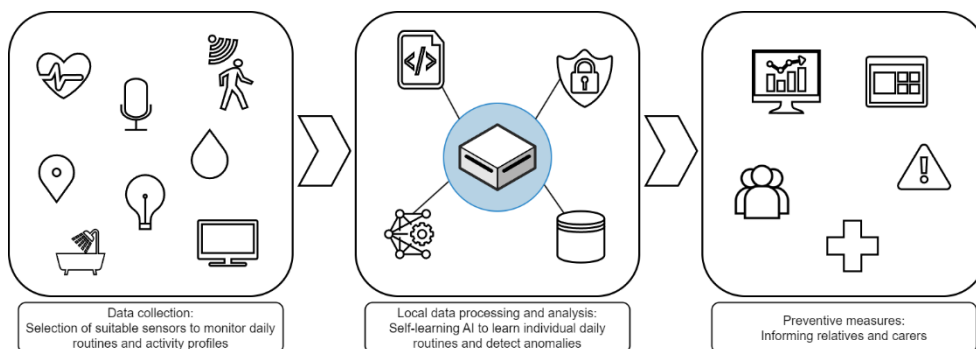 </>
Data collection:
Selection of suitable sensors to monitor daily
routines and activity profiles
Local data processing and analysis:
Self-learning AI to learn individual daily
routines and detect anomalies
Preventive measures:
Informing relatives and carers